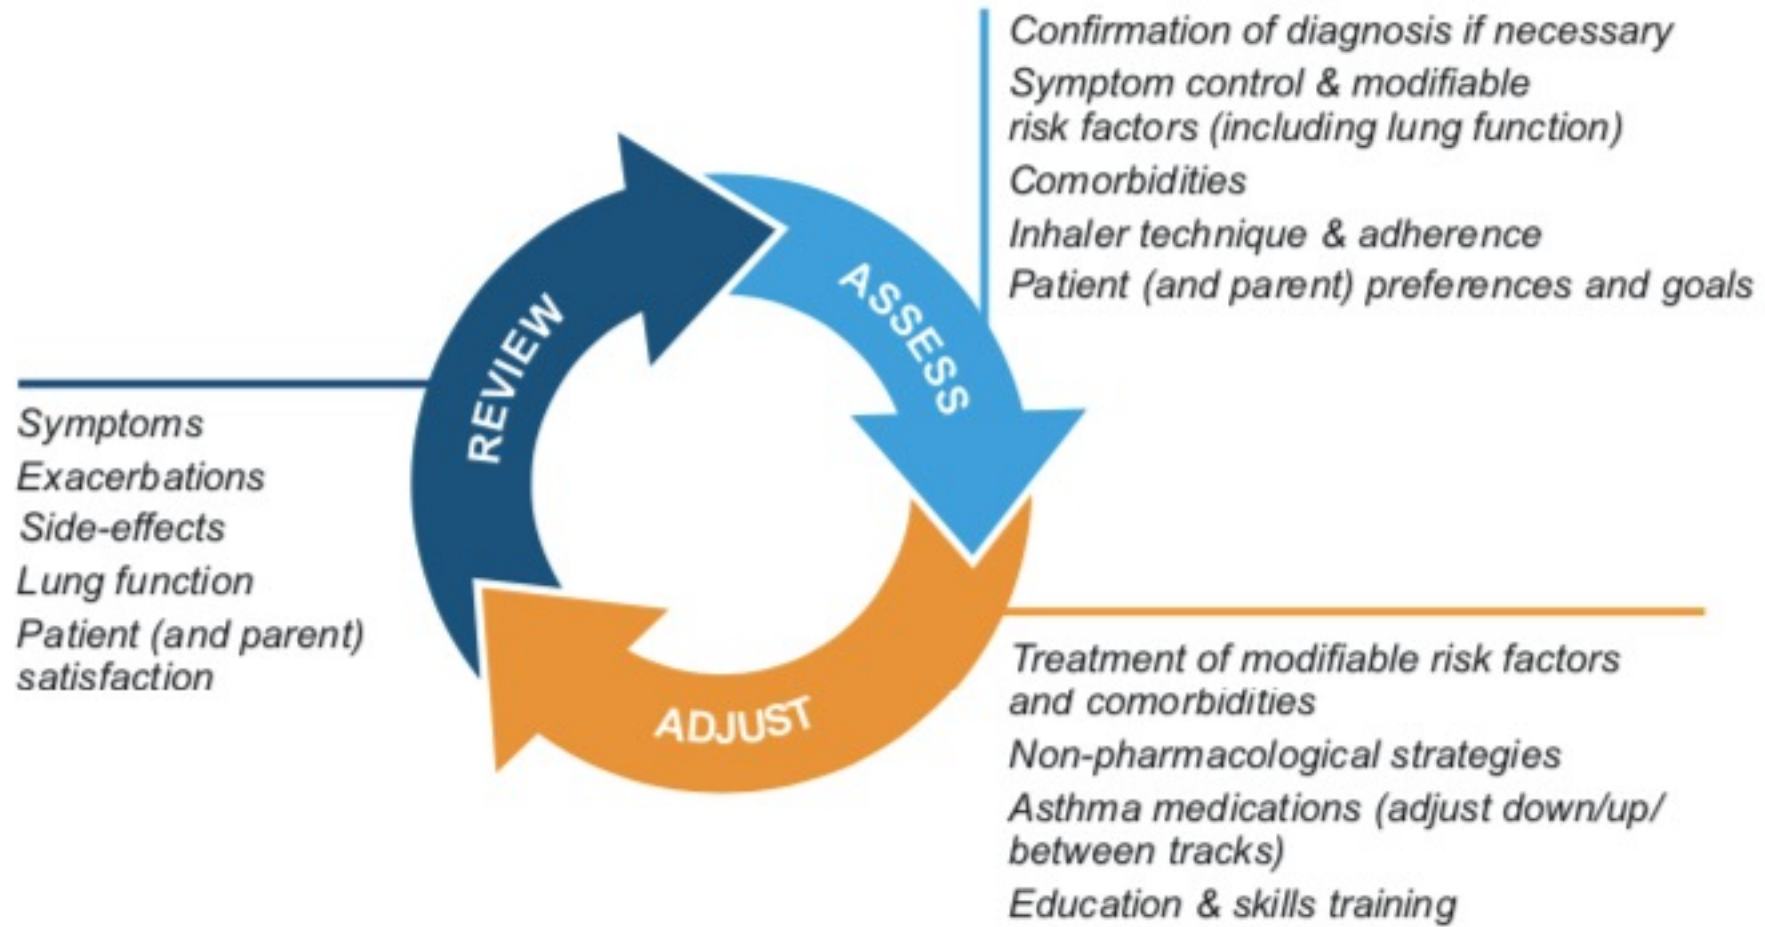 Confirmation of diagnosis if necessary
Symptom control & modifiable
risk factors (including lung function)
Comorbidities
Inhaler technique & adherence
Patient (and parent) preferences and goals
REVIEW
ASSESS
ADJUST
Symptoms
Exacerbations
Side-effects
Lung function
Patient (and parent)
satisfaction
Treatment of modifiable risk factors
and comorbidities
Non-pharmacological strategies
Asthma medications (adjust down/up/
between tracks)
Education & skills training